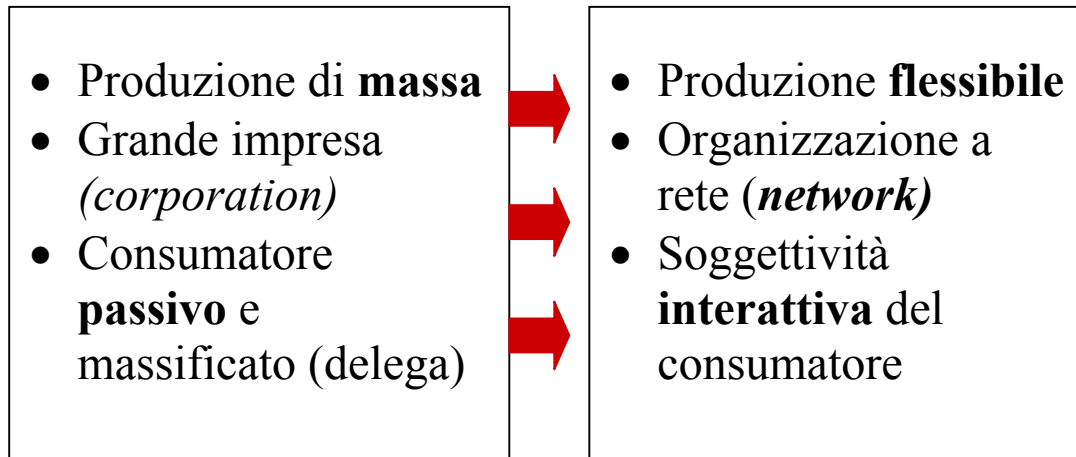 • Produzione di massa
• Grande impresa
(corporation)
• Consumatore
passivo e
massificato (delega)
• Produzione flessibile
• Organizzazione a
rete (network)
• Soggettività
interattiva del
consumatore